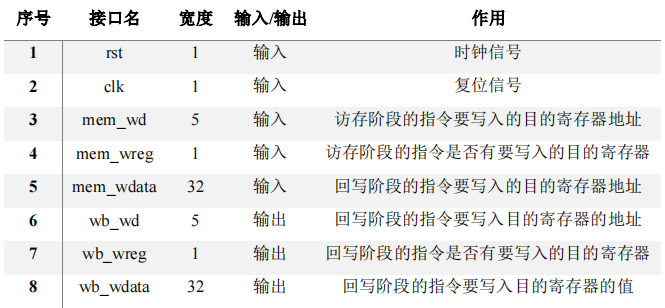 序号 接口名 宽度 输入/输出 作用
1 rst 1 输入 时钟信号
2 clk 1 输入 复位信号
3 mem_wd 5 输入 访存阶段的指令要写入的目的寄存器地址
4 mem_wreg 1 输入 访存阶段的指令是否有要写入的目的寄存器
5 mem_wdata 32 输入 回写阶段的指令要写入的目的寄存器地址
6 wb_wd 5 输出 回写阶段的指令要写入目的寄存器的地址
7 wb_wreg 1 输出 回写阶段的指令是否有要写入的目的寄存器
8 wb_wdata 32 输出 回写阶段的指令要写入目的寄存器的值